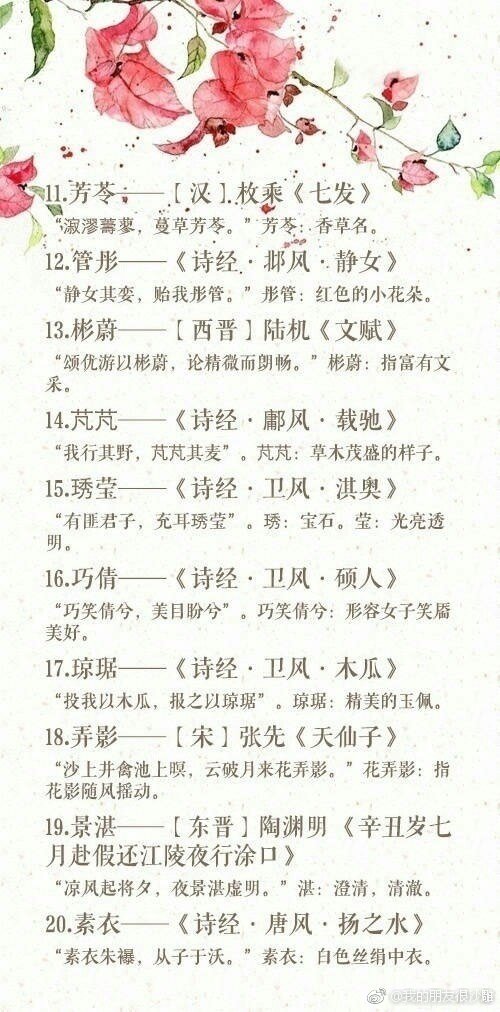 11.芳苓——【汉】枚乘《七发》
“寂漻薵蓼，蔓草芳苓。”芳苓：香草名。
12.管彤——《诗经·邶风·静女》
“静女其娈，贻我彤管。”彤管：红色的小花朵。
13.彬蔚——【西晋】陆机《文赋》
“颂优游以彬蔚，论精微而朗畅。”彬蔚：指富有文
采。
14.芃芃——《诗经·鄘风·载驰》
“我行其野，芃芃其麦”。芃芃：草木茂盛的样子。
15.琇莹——《诗经·卫风·淇奥》
“有匪君子，充耳琇莹”。琇：宝石。莹：光亮透
明。
16.巧倩——《诗经·卫风·硕人》
“巧笑倩兮，美目盼兮”。巧笑倩兮：形容女子笑靥
美好。
17.琼琚——《诗经·卫风·木瓜》
“投我以木瓜，报之以琼琚”。琼琚：精美的玉佩。
18.弄影——【宋】张先《天仙子》
“沙上并禽池上暝，云破月来花弄影。”花弄影：指
花影随风摇动。
19.景湛——【东晋】陶渊明《辛丑岁七
月赴假还江陵夜行涂口》
“凉风起将夕，夜景湛虚明。”湛：澄清，清澈。
20.素衣——《诗经·唐风·扬之水》
“素衣朱襮，从子于沃。”素衣：白色丝绢中衣。
@我的朋友很小雅